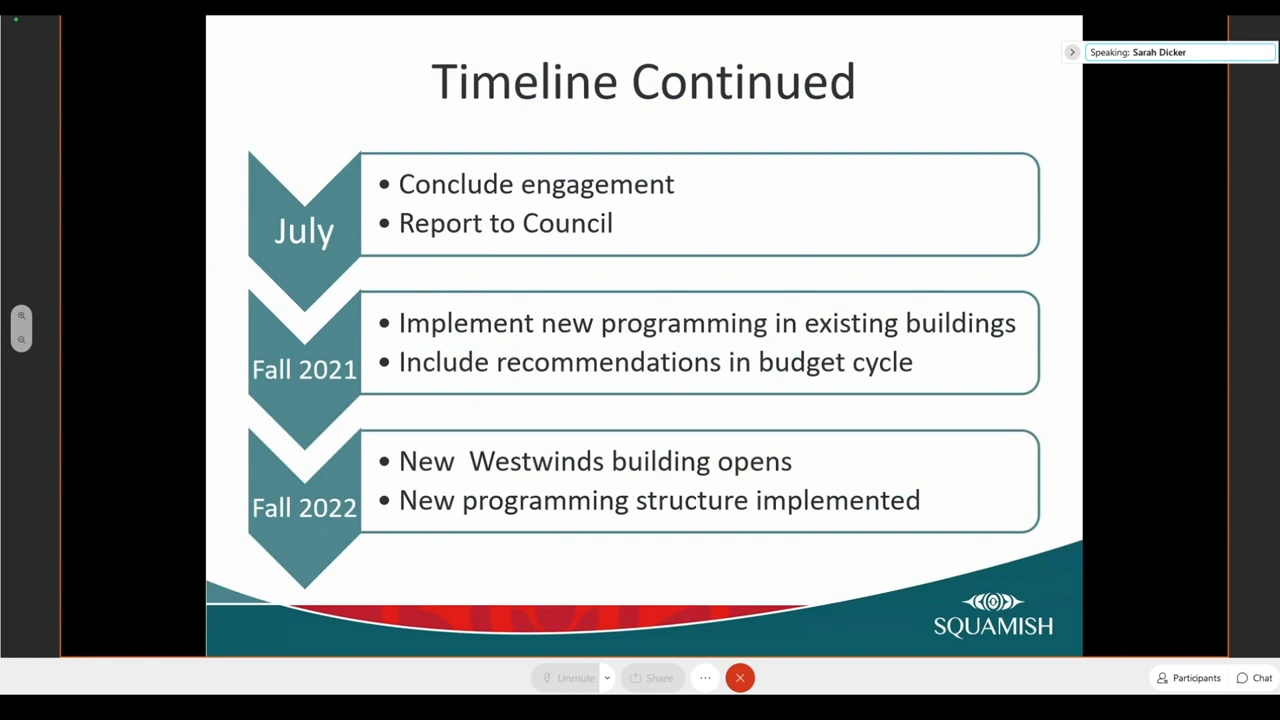 Speaking: Sarah Dicker
Timeline Continued
July
• Conclude engagement
• Report to Council
Fall 2021
• Implement new programming in existing buildings
• Include recommendations in budget cycle
Fall 2022
• New  Westwinds building opens
• New programming structure implemented
SQUAMISH
Unmute
Share
Participants
Chat